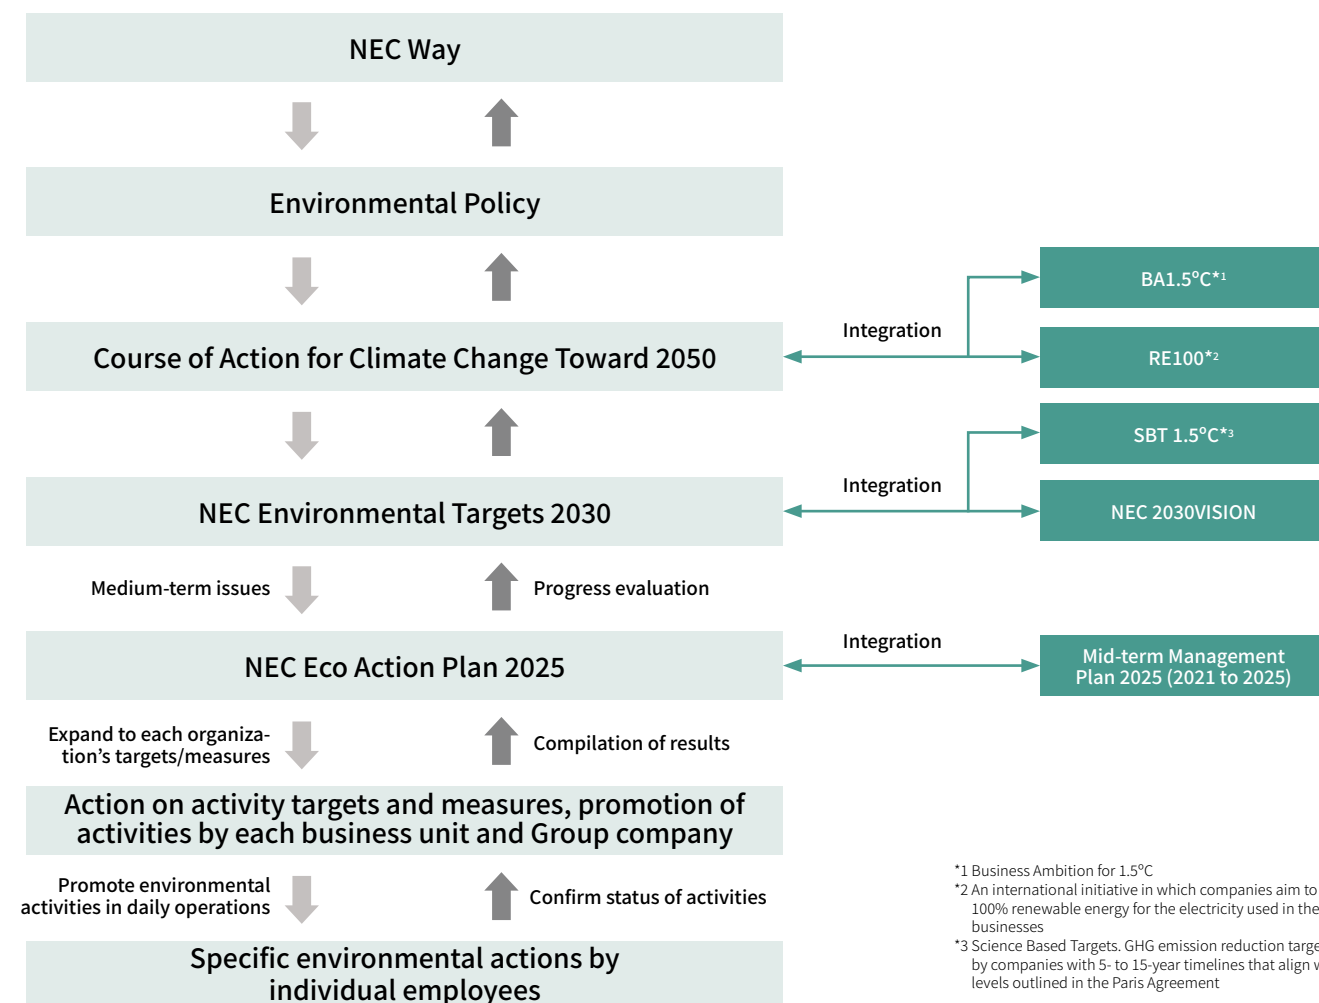 NEC Way
Environmental Policy
BA1.5°C*1
Integration
Course of Action for Climate Change Toward 2050
RE100*2
SBT 1.5°C*3
Integration
NEC Environmental Targets 2030
NEC 2030VISION
Medium-term issues
Progress evaluation
Integration
NEC Eco Action Plan 2025
Mid-term Management
Plan 2025 (2021 to 2025)
Expand to each organiza-
tion’s targets/measures
Compilation of results
Action on activity targets and measures, promotion of
activities by each business unit and Group company
Promote environmental
activities in daily operations
Confirm status of activities
Specific environmental actions by
individual employees
*1 Business Ambition for 1.5°C
*2 An international initiative in which companies aim to
100% renewable energy for the electricity used in the
businesses
*3 Science Based Targets. GHG emission reduction targe
by companies with 5- to 15-year timelines that align
levels outlined in the Paris Agreement